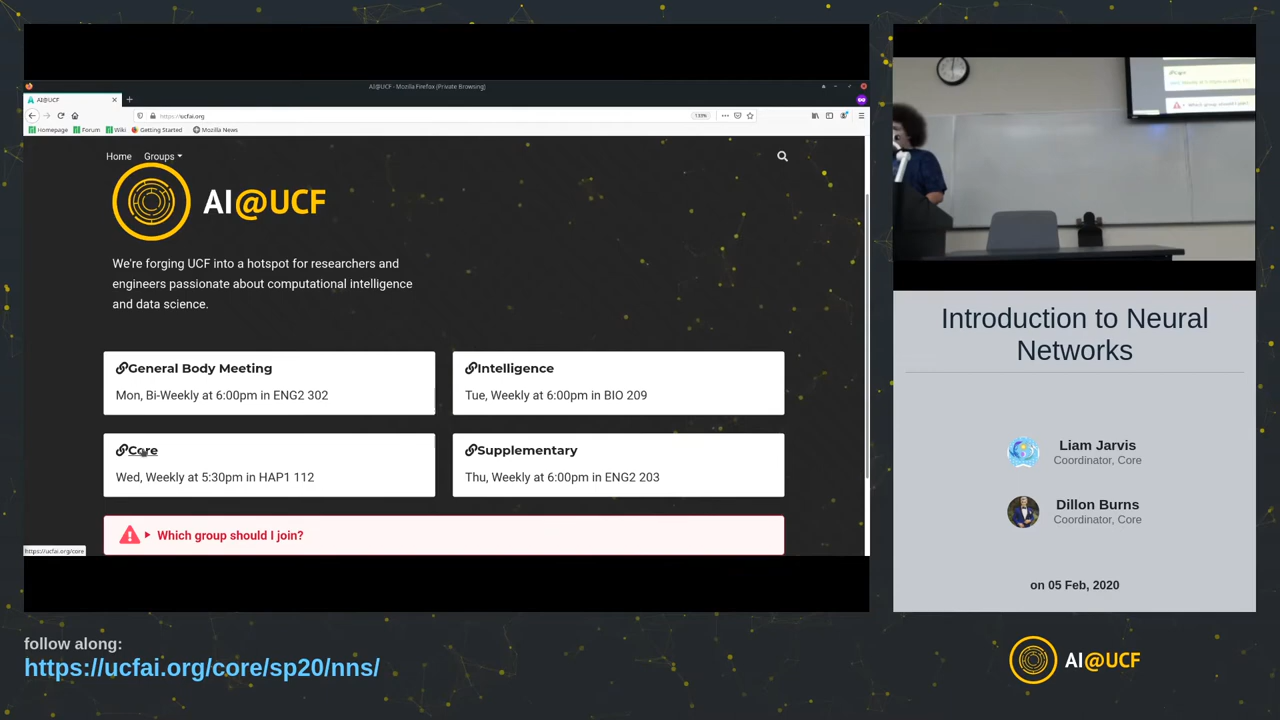 AI@UCF - Mozilla Firefox (Private Browsing)
AI@UCF
https://ucfai.org
133%
Homepage Forum Wiki Getting Started Mozilla News
Home Groups
AI@UCF
We're forging UCF into a hotspot for researchers and
engineers passionate about computational intelligence
and data science.
General Body Meeting
Mon, Bi-Weekly at 6:00pm in ENG2 302
Intelligence
Tue, Weekly at 6:00pm in BIO 209
Core
Wed, Weekly at 5:30pm in HAP1 112
Supplementary
Thu, Weekly at 6:00pm in ENG2 203
Which group should I join?
https://ucfai.org/core
Introduction to Neural
Networks
Liam Jarvis
Coordinator, Core
Dillon Burns
Coordinator, Core
on 05 Feb, 2020
follow along:
https://ucfai.org/core/sp20/nns/
AI@UCF